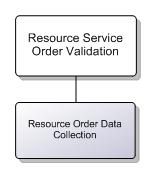 Resource Service
Order Validation
Resource Order Data
Collection